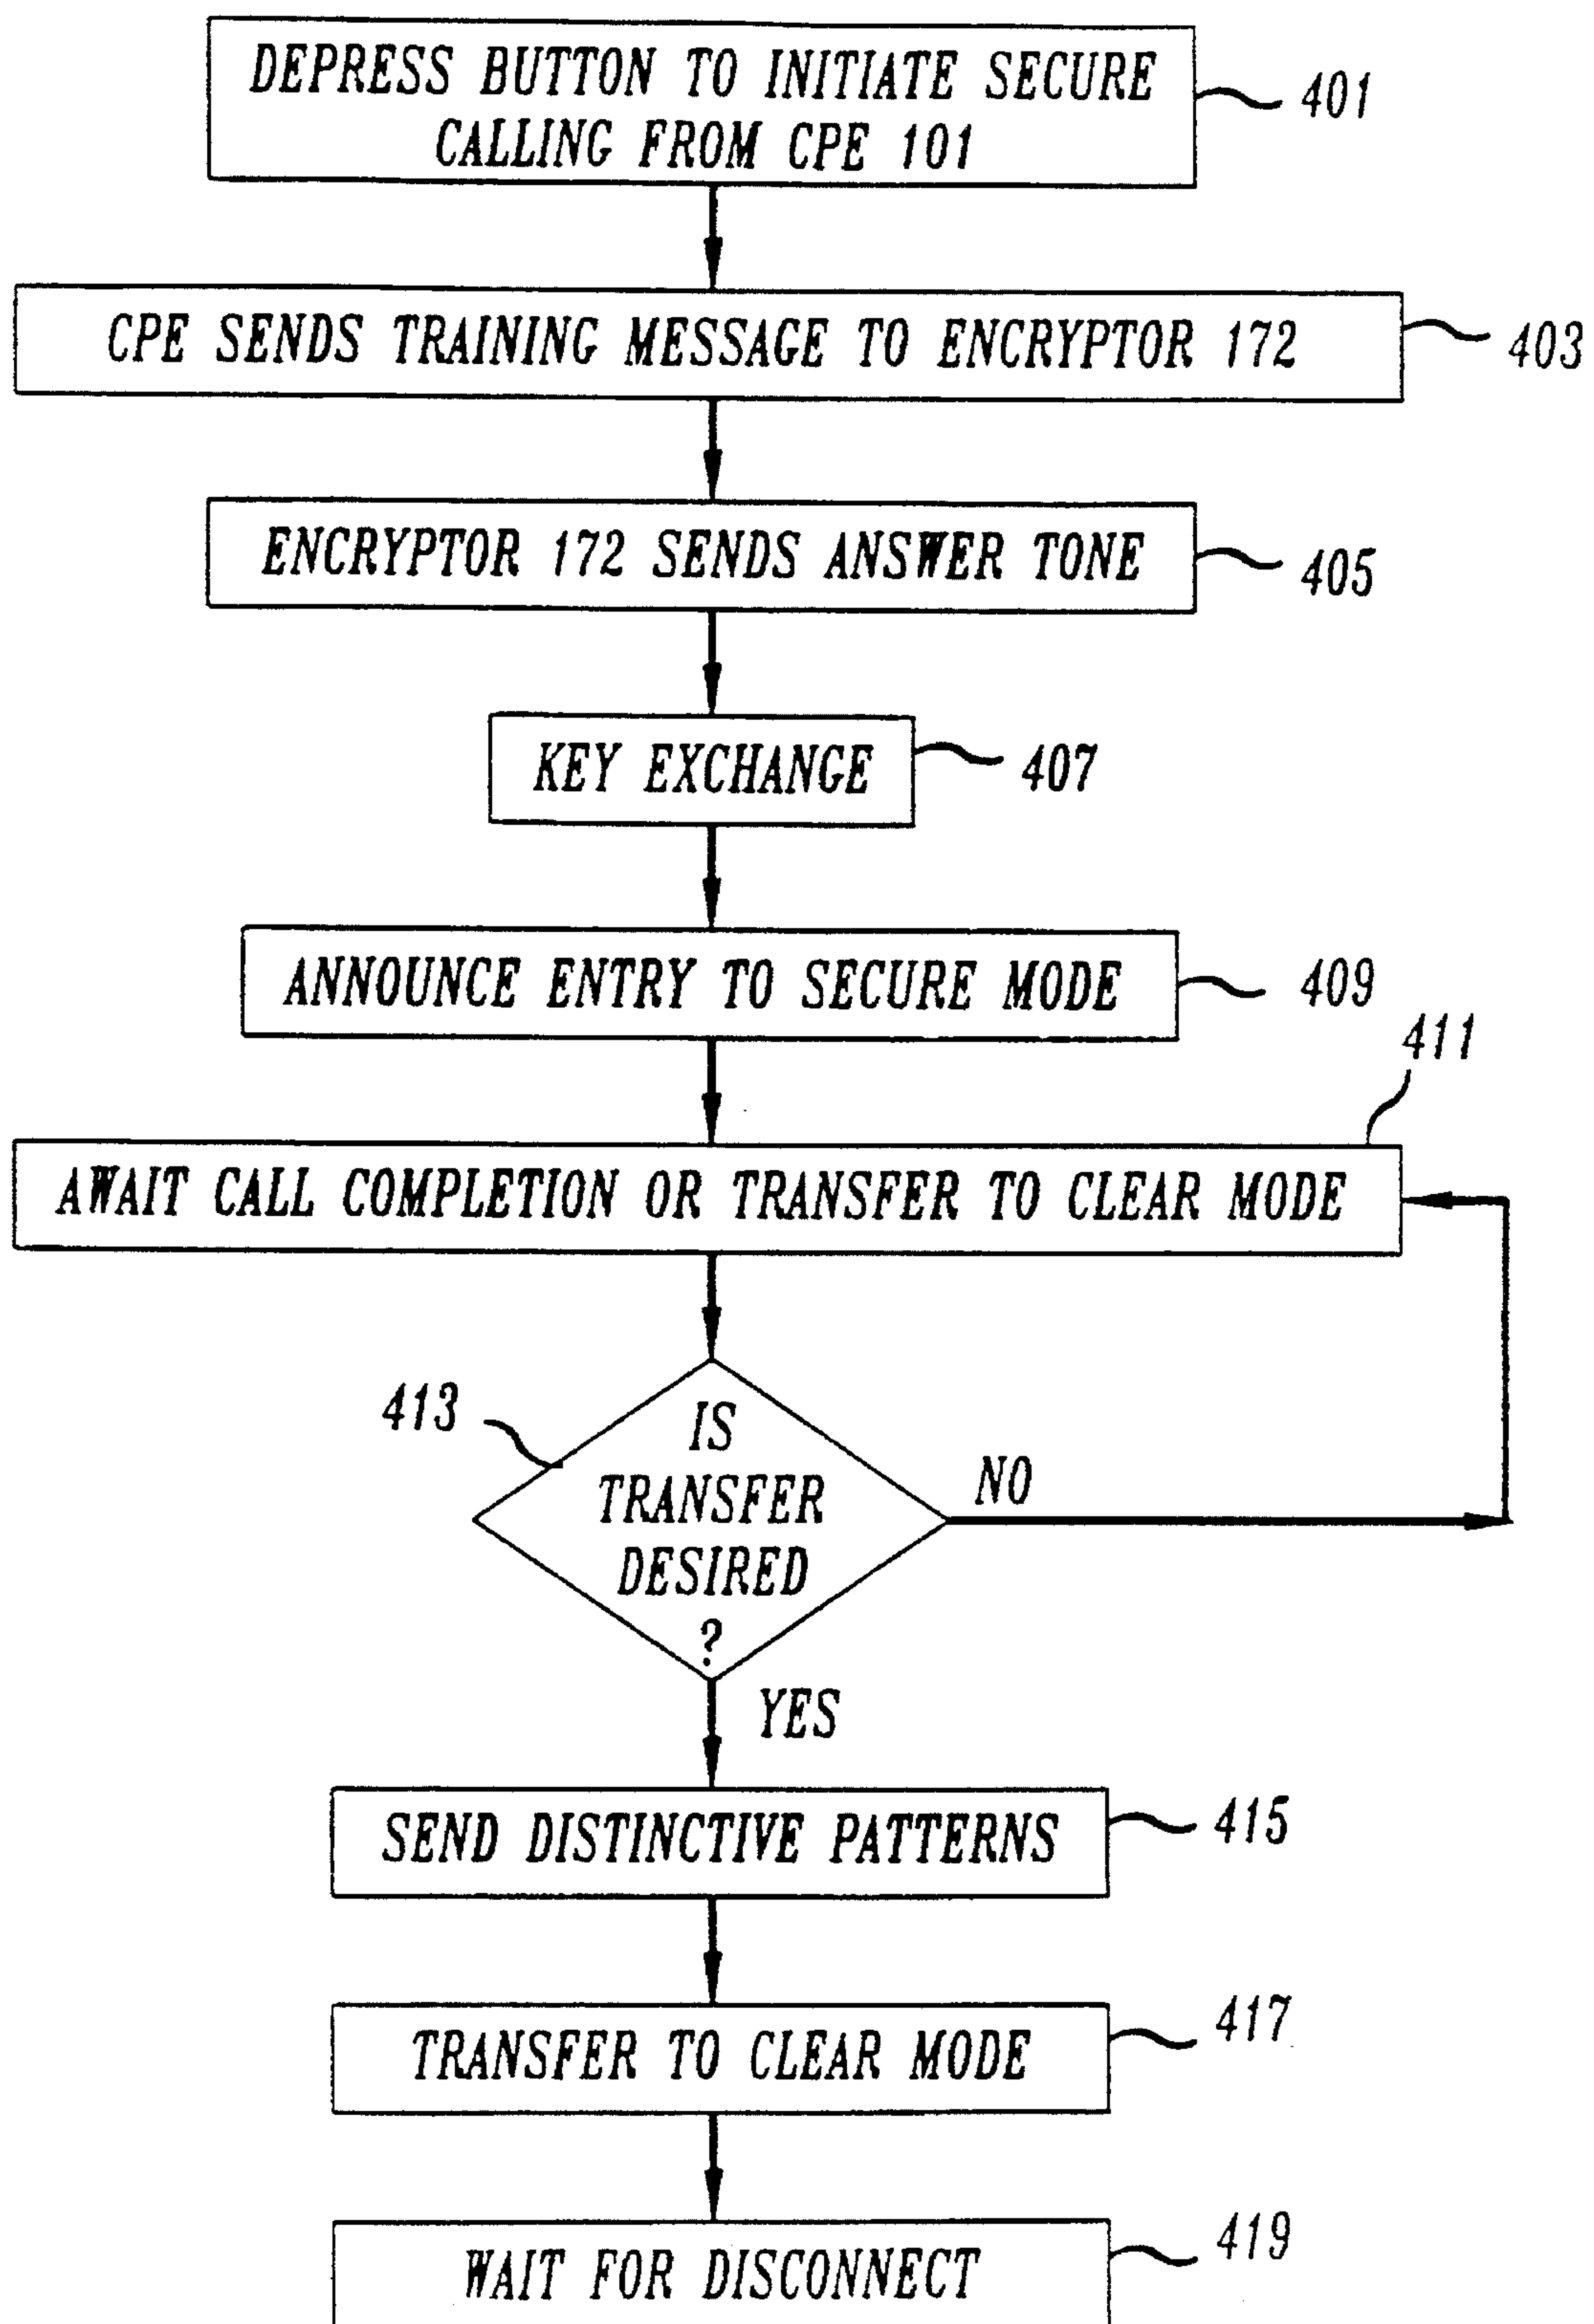 DEPRESS BUTTON TO INITIATE SECURE
CALLING FROM CPE 101
401
CPE SENDS TRAINING MESSAGE TO ENCRYPTOR 172
403
ENCRYPTOR 172 SENDS ANSWER TONE
405
KEY EXCHANGE
407
ANNOUNCE ENTRY TO SECURE MODE
409
411
AWAIT CALL COMPLETION OR TRANSFER TO CLEAR MODE
413
IS
TRANSFER
DESIRED
?
NO
YES
SEND DISTINCTIVE PATTERNS
415
TRANSFER TO CLEAR MODE
417
WAIT FOR DISCONNECT
419